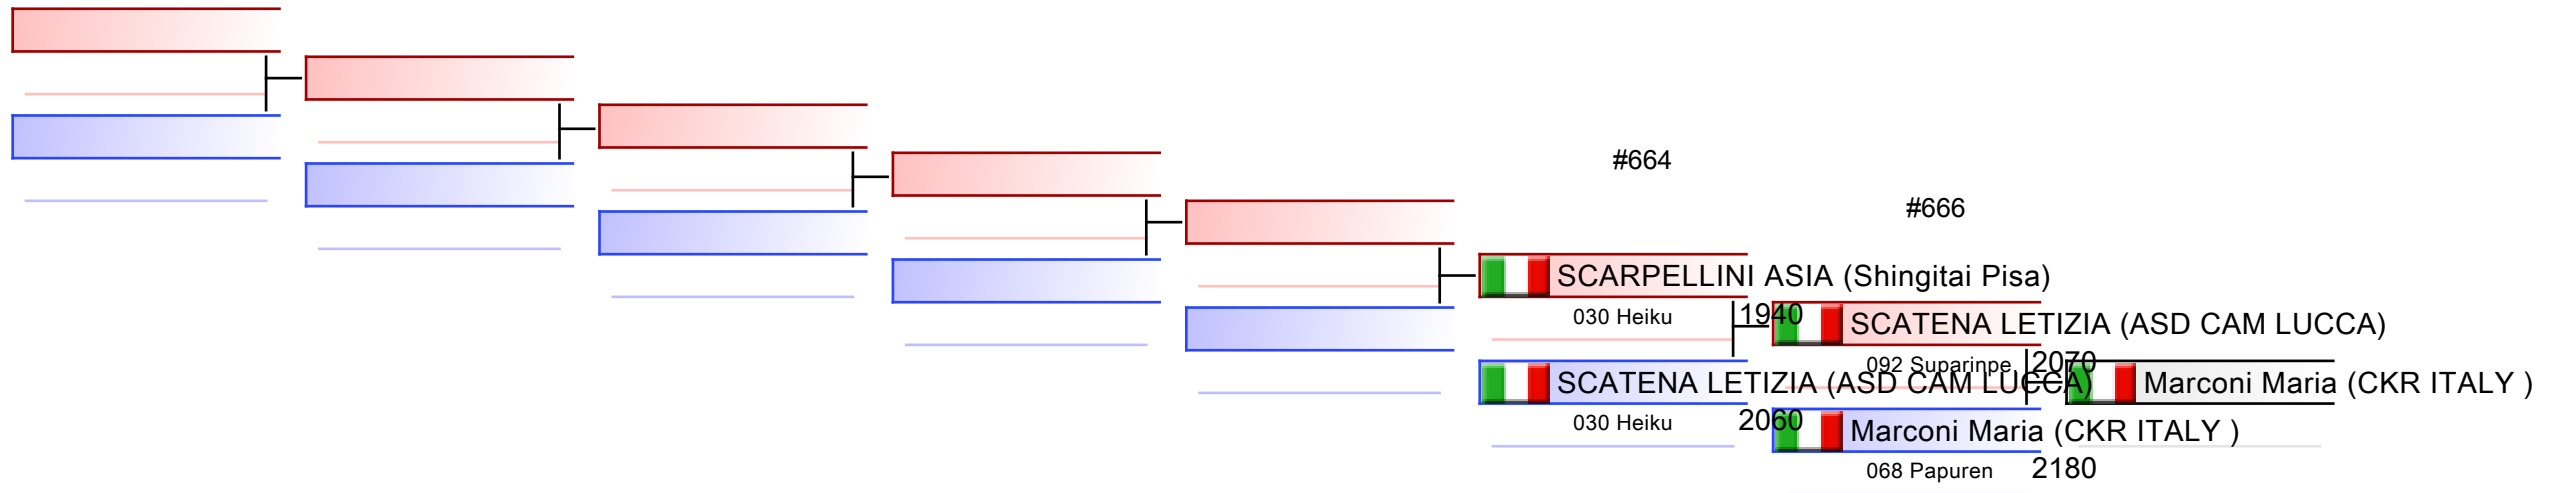 #664
#666
SCARPELLINI ASIA (Shingitai Pisa)
030 Heiku
1940
SCATENA LETIZIA (ASD CAM LUCCA)
092 Suparinpe
2070
SCATENA LETIZIA (ASD CAM LUCCA)
Marconi Maria (CKR ITALY )
030 Heiku
2060
Marconi Maria (CKR ITALY )
068 Papuren
2180